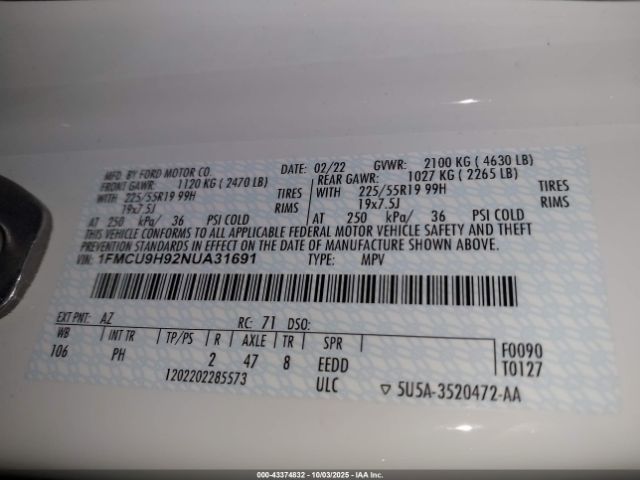 MFD. BY FORD MOTOR CO.
DATE: 02/22 GVWR: 2100 KG ( 4630 LB)
FRONT GAWR: 1120 KG ( 2470 LB)
REAR GAWR: 1027 KG ( 2265 LB)
WITH 225/55R19 99H TIRES
WITH 225/55R19 99H TIRES
19x7.5J RIMS
19x7.5J RIMS
AT 250 kPa/ 36 PSI COLD
AT 250 kPa/ 36 PSI COLD
THIS VEHICLE CONFORMS TO ALL APPLICABLE FEDERAL MOTOR VEHICLE SAFETY AND THEFT
PREVENTION STANDARDS IN EFFECT ON THE DATE OF MANUFACTURE SHOWN ABOVE.
VIN: 1FMCU9H92NUA31691 TYPE: MPV
EXT PNT: AZ RC: 71 DSO:
WB INT TR TP/PS R AXLE TR SPR
106 PH 2 47 8 EEDD
F0090
T0127
1202202285573 ULC
▽ 5U5A-3520472-AA
000-43374832 - 10/03/2025 - IAA Inc.